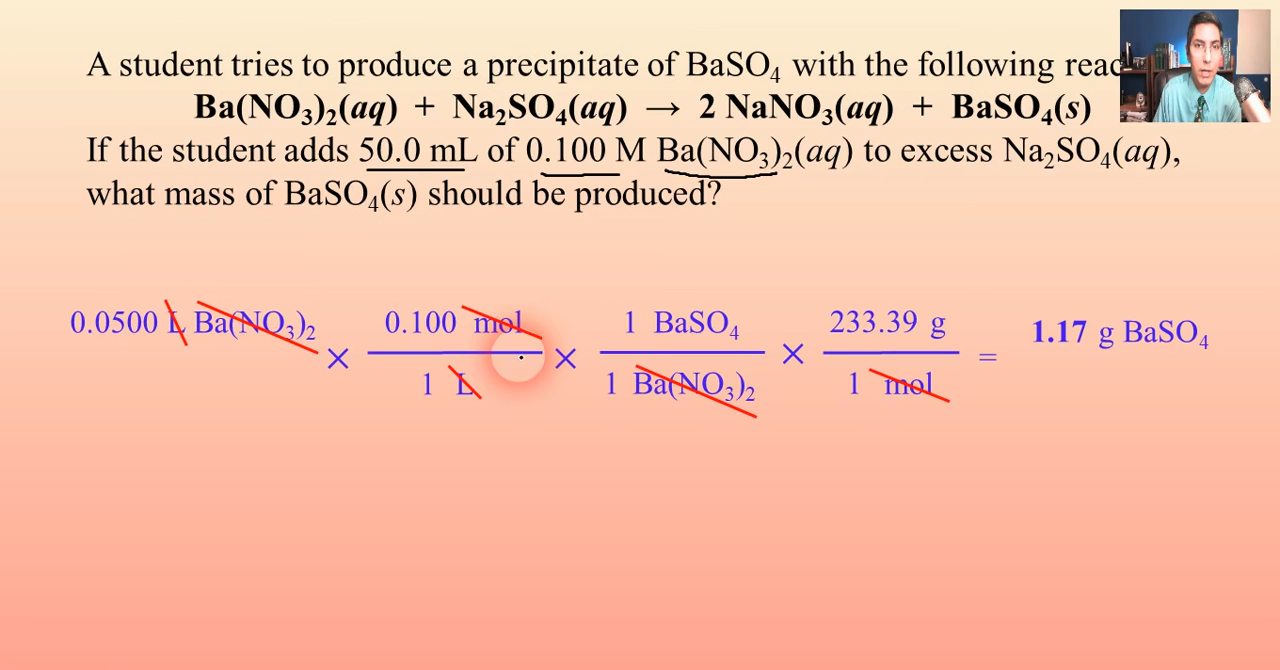 A student tries to produce a precipitate of BaSO₄ with the following
Ba(NO₃)₂(aq) + Na₂SO₄(aq) → 2 NaNO₃(aq) + BaSO₄(s)
If the student adds 50.0 mL of 0.100 M Ba(NO₃)₂(aq) to excess Na₂SO₄(aq),
what mass of BaSO₄(s) should be produced?
0.0500 L Ba(NO₃)₂ × 0.100 mol / 1 L × 1 BaSO₄ / 1 Ba(NO₃)₂ × 233.39 g / 1 mol = 1.17 g BaSO₄